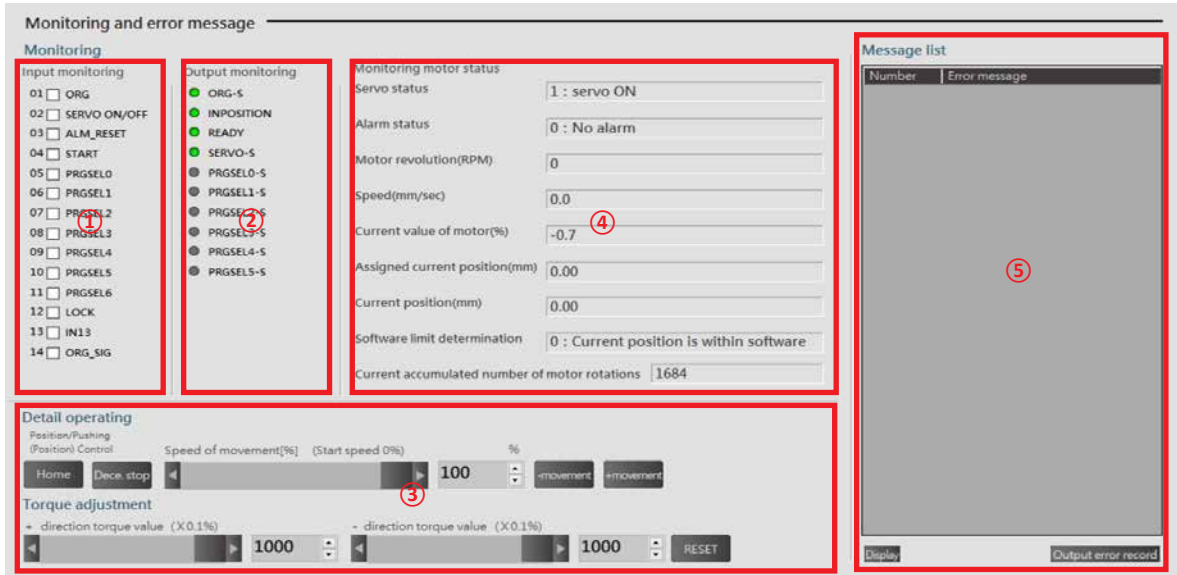 Monitoring and error message
Monitoring
Input monitoring
01 ORG
02 SERVO ON/OFF
03 ALM_RESET
04 START
05 PRGSEL0
06 PRGSEL1
07 PRGSEL2
08 PRGSEL3
09 PRGSEL4
10 PRGSEL5
11 PRGSEL6
12 LOCK
13 IN13
14 ORG_SIG
①
Output monitoring
ORG-S
INPOSITION
READY
SERVO-S
PRGSEL0-S
PRGSEL1-S
PRGSEL2-S
PRGSEL3-S
PRGSEL4-S
PRGSEL5-S
②
Monitoring motor status
Servo status 1 : servo ON
Alarm status 0 : No alarm
Motor revolution(RPM) 0
Speed(mm/sec) 0.0
Current value of motor(%) -0.7
Assigned current position(mm) 0.00
Current position(mm) 0.00
Software limit determination 0 : Current position is within software
Current accumulated number of motor rotations 1684
④
Message list
Number Error message
⑤
Display Output error record
Detail operating
Position/Pushing
(Position) Control Speed of movement[%] (Start speed 0%) %
Home Dece. stop 100 -movement +movement
③
Torque adjustment
+ direction torque value (X0.1%) - direction torque value (X0.1%)
1000 1000 RESET